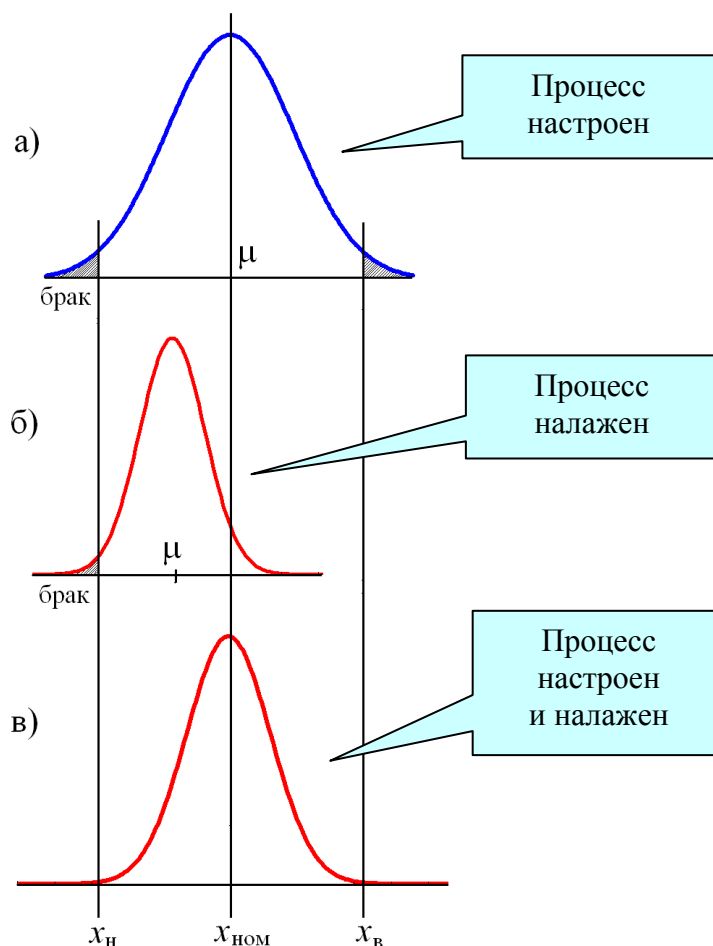 Процесс
настроен
а)
μ
брак
Процесс
налажен
б)
μ
брак
Процесс
настроен
и налажен
в)
xн xном xв